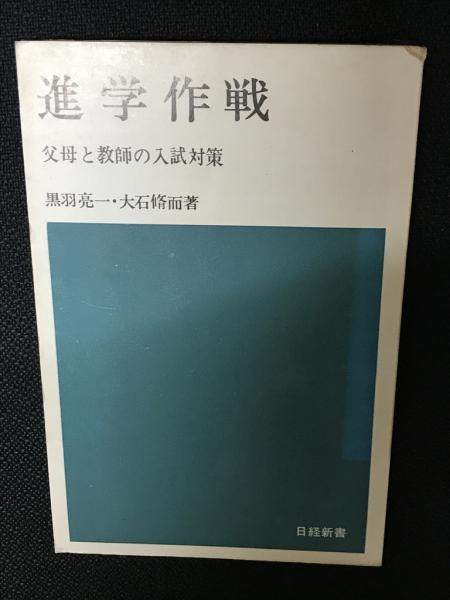 進学作戦
父母と教師の入試対策
黒羽亮一・大石脩而著
日経新書